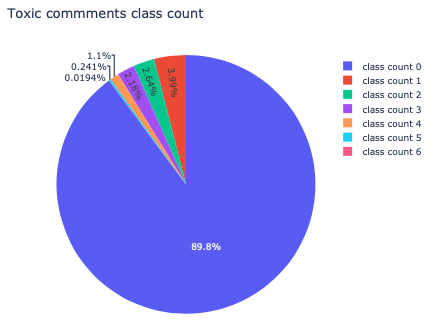 Toxic commments class count
1.1%
0.241%
0.0194%
2.18%
2.64%
3.99%
89.8%
class count 0
class count 1
class count 2
class count 3
class count 4
class count 5
class count 6